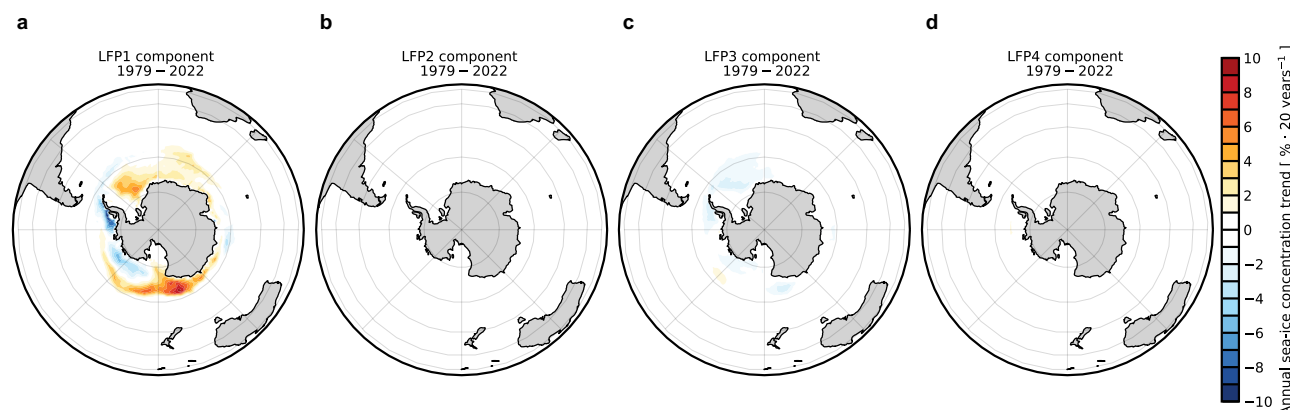 a
LFP1 component
1979 – 2022
b
LFP2 component
1979 – 2022
c
LFP3 component
1979 – 2022
d
LFP4 component
1979 – 2022
10
8
6
4
2
0
−2
−4
−6
−8
−10
Annual sea-ice concentration trend [ % · 20 years⁻¹ ]